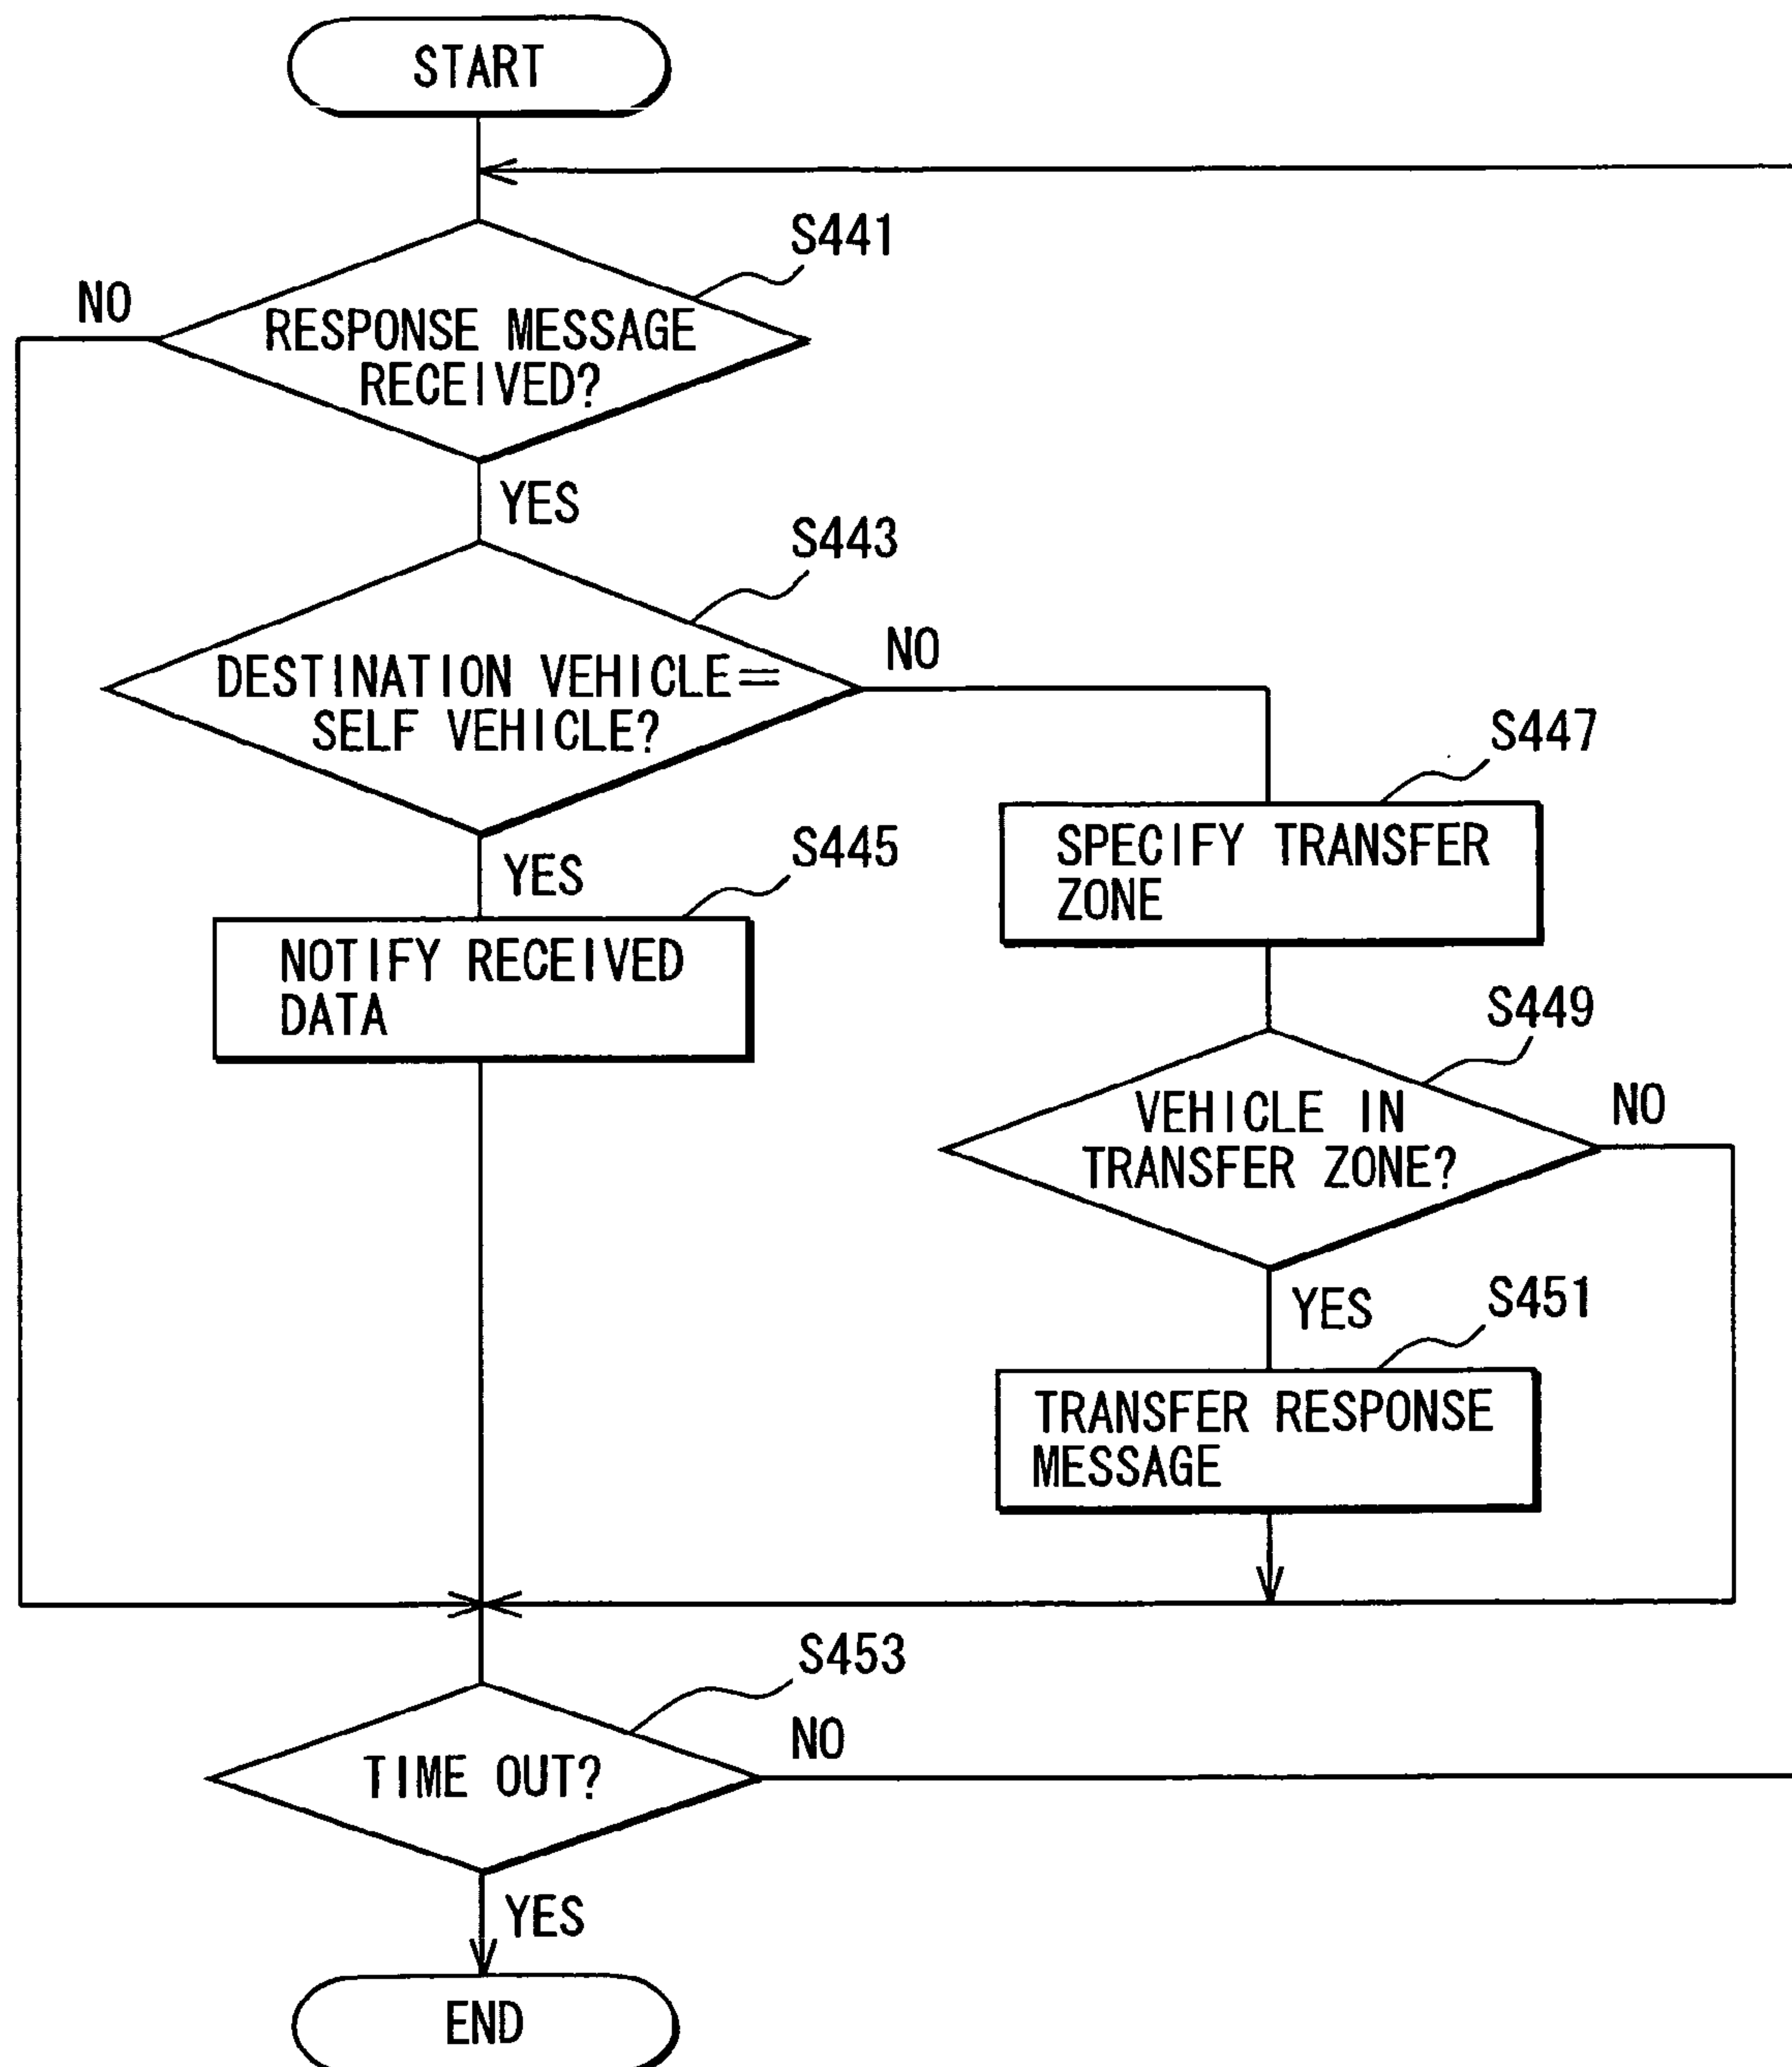 START
S441
NO
RESPONSE MESSAGE
RECEIVED?
YES
S443
NO
DESTINATION VEHICLE=
SELF VEHICLE?
S447
SPECIFY TRANSFER
ZONE
YES
S445
NOTIFY RECEIVED
DATA
S449
VEHICLE IN
TRANSFER ZONE?
NO
YES
S451
TRANSFER RESPONSE
MESSAGE
S453
TIME OUT?
NO
YES
END